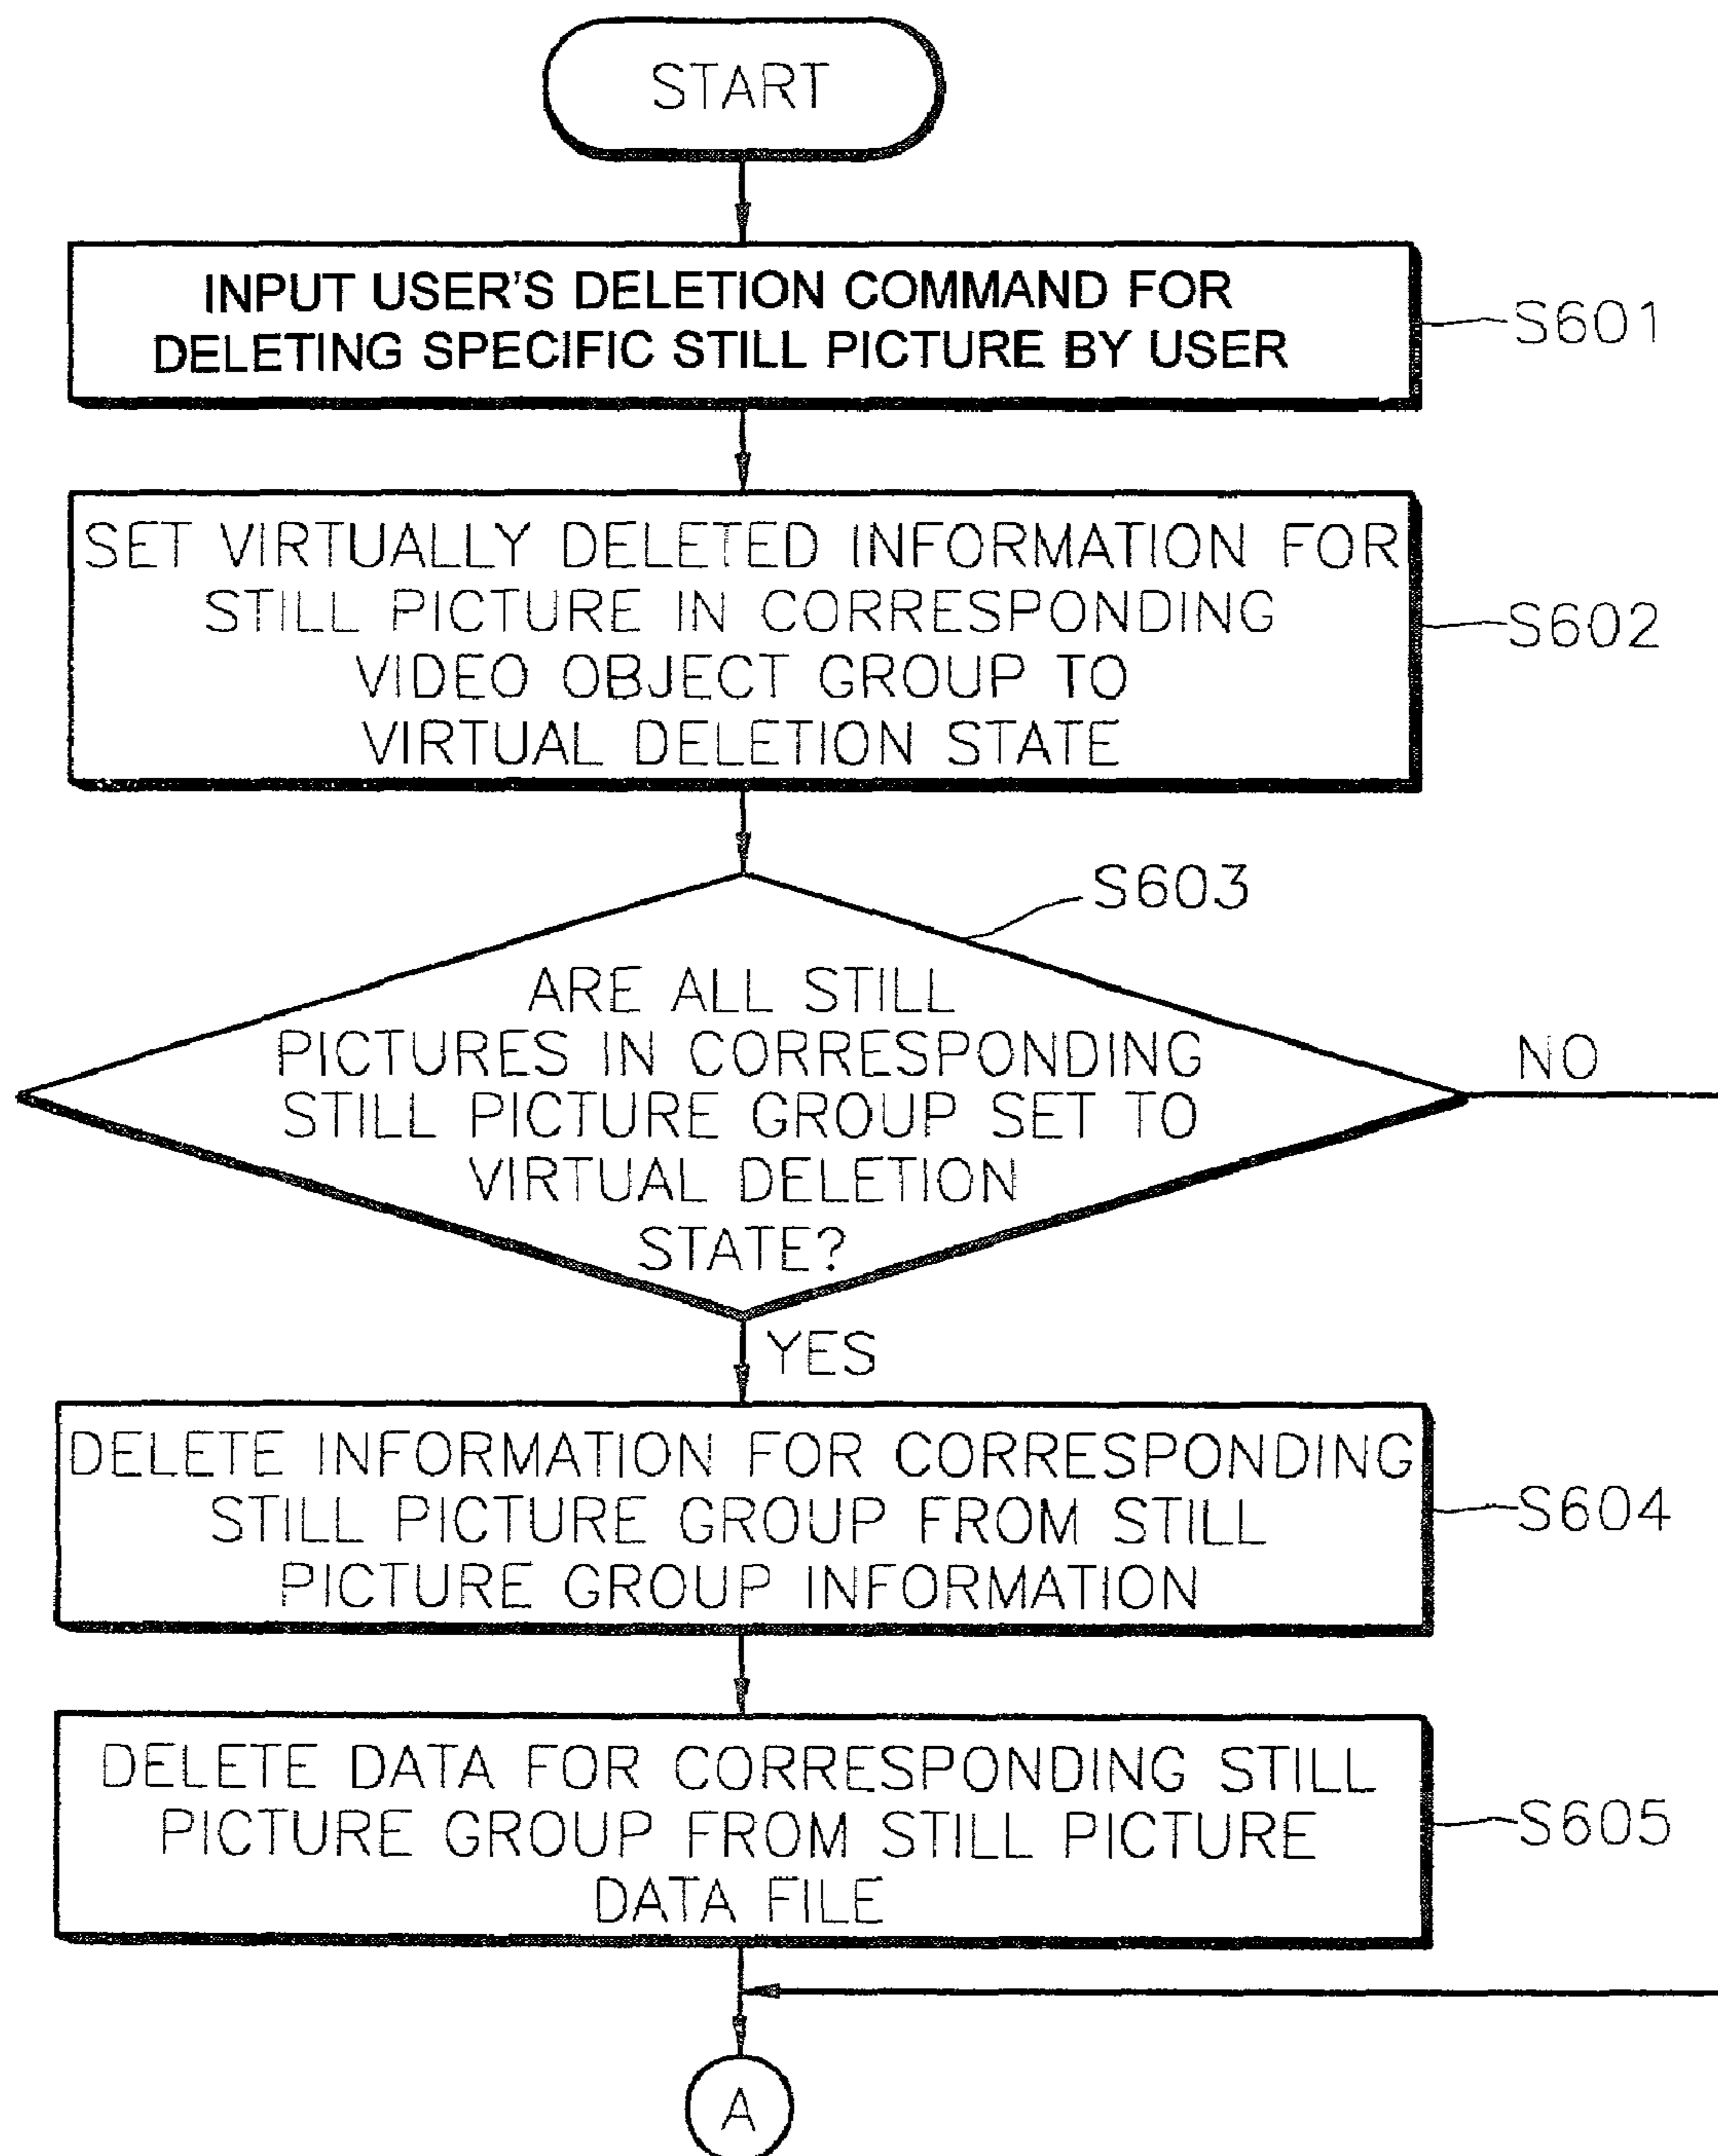 START
INPUT USER'S DELETION COMMAND FOR
DELETING SPECIFIC STILL PICTURE BY USER
S601
SET VIRTUALLY DELETED INFORMATION FOR
STILL PICTURE IN CORRESPONDING
VIDEO OBJECT GROUP TO
VIRTUAL DELETION STATE
S602
S603
ARE ALL STILL
PICTURES IN CORRESPONDING
STILL PICTURE GROUP SET TO
VIRTUAL DELETION
STATE?
NO
YES
DELETE INFORMATION FOR CORRESPONDING
STILL PICTURE GROUP FROM STILL
PICTURE GROUP INFORMATION
S604
DELETE DATA FOR CORRESPONDING STILL
PICTURE GROUP FROM STILL PICTURE
DATA FILE
S605
A